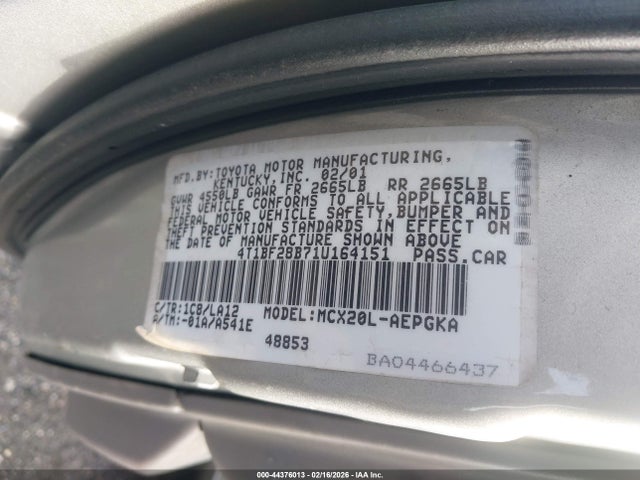 MFD.BY:TOYOTA MOTOR MANUFACTURING,
KENTUCKY,INC. 02/01
GVWR 4550LB GAWR FR 2665LB RR 2665LB
THIS VEHICLE CONFORMS TO ALL APPLICABLE
FEDERAL MOTOR VEHICLE SAFETY,BUMPER AND
THEFT PREVENTION STANDARDS IN EFFECT ON
THE DATE OF MANUFACTURE SHOWN ABOVE
4T1BF28B71U164151 PASS.CAR
C/TR:1C8/LA12 MODEL:MCX20L-AEPGKA
A/TM:-01A/A541E
48853
BA04466437
000-44376013 - 02/16/2026 - IAA Inc.